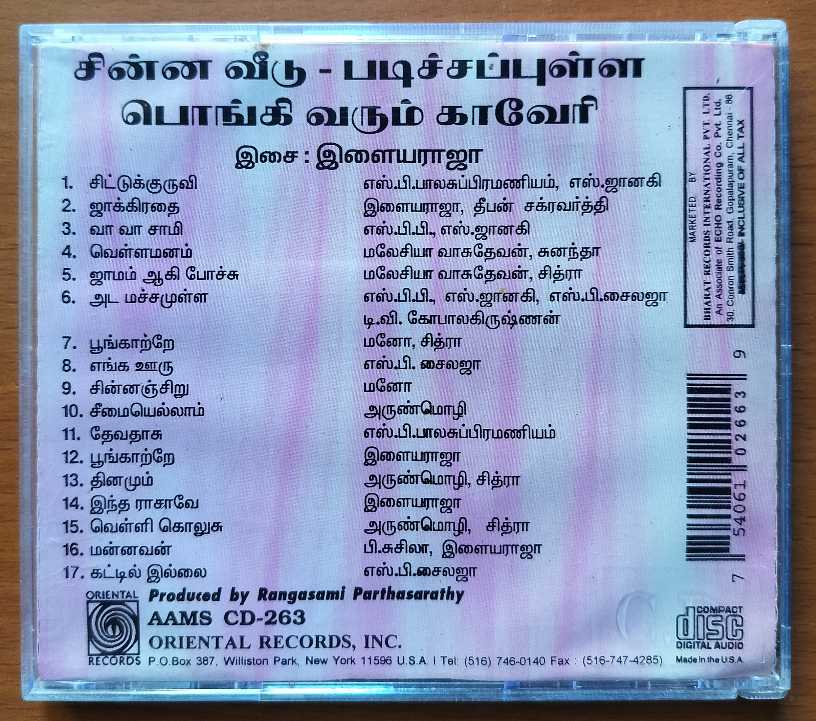 சின்ன வீடு - படிச்சப்புள்ள
பொங்கி வரும் காவேரி
இசை : இளையராஜா
1. சிட்டுக்குருவி எஸ்.பி.பாலசுப்பிரமணியம், எஸ்.ஜானகி
2. ஜாக்கிரதை இளையராஜா, தீபன் சக்ரவர்த்தி
3. வா வா சாமி எஸ்.பி.பி., எஸ்.ஜானகி
4. வெள்ளமனம் மலேசியா வாசுதேவன், சுனந்தா
5. ஜாமம் ஆகி போச்சு மலேசியா வாசுதேவன், சித்ரா
6. அட மச்சமுள்ள எஸ்.பி.பி., எஸ்.ஜானகி, எஸ்.பி.சைலஜா
டி.வி. கோபாலகிருஷ்ணன்
7. பூங்காற்றே மனோ, சித்ரா
8. எங்க ஊரு எஸ்.பி. சைலஜா
9. சின்னஞ்சிறு மனோ
10. சீமையெல்லாம் அருண்மொழி
11. தேவதாசு எஸ்.பி.பாலசுப்பிரமணியம்
12. பூங்காற்றே இளையராஜா
13. தினமும் அருண்மொழி, சித்ரா
14. இந்த ராசாவே இளையராஜா
15. வெள்ளி கொலுசு அருண்மொழி, சித்ரா
16. மன்னவன் பி.சுசிலா, இளையராஜா
17. கட்டில் இல்லை எஸ்.பி.சைலஜா
MARKETED BY
BHARAT RECORDS INTERNATIONAL PVT. LTD.
An Associate of ECHO Recording Co. Pvt. Ltd.
30, Conron Smith Road, Gopalapuram, Chennai - 86
INCLUSIVE OF ALL TAX
7 54061 02663 9
ORIENTAL
RECORDS
Produced by Rangasami Parthasarathy
AAMS CD-263
ORIENTAL RECORDS, INC.
P.O.Box 387, Williston Park, New York 11596 U.S.A I Tel: (516) 746-0140 Fax : (516-747-4285)
COMPACT
disc
DIGITAL AUDIO
Made in the U.S.A.